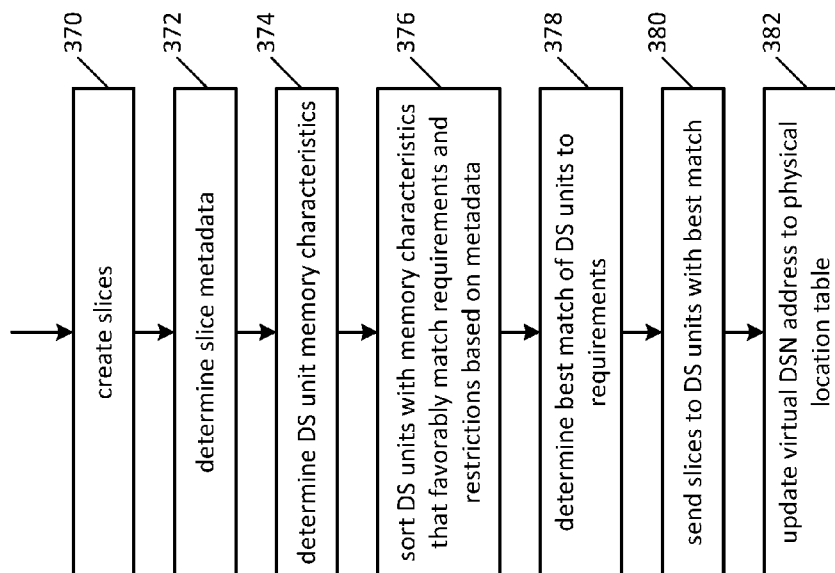 370
create slices
372
determine slice metadata
374
determine DS unit memory characteristics
376
sort DS units with memory characteristics
that favorably match requirements and
restrictions based on metadata
378
determine best match of DS units to
requirements
380
send slices to DS units with best match
382
update virtual DSN address to physical
location table